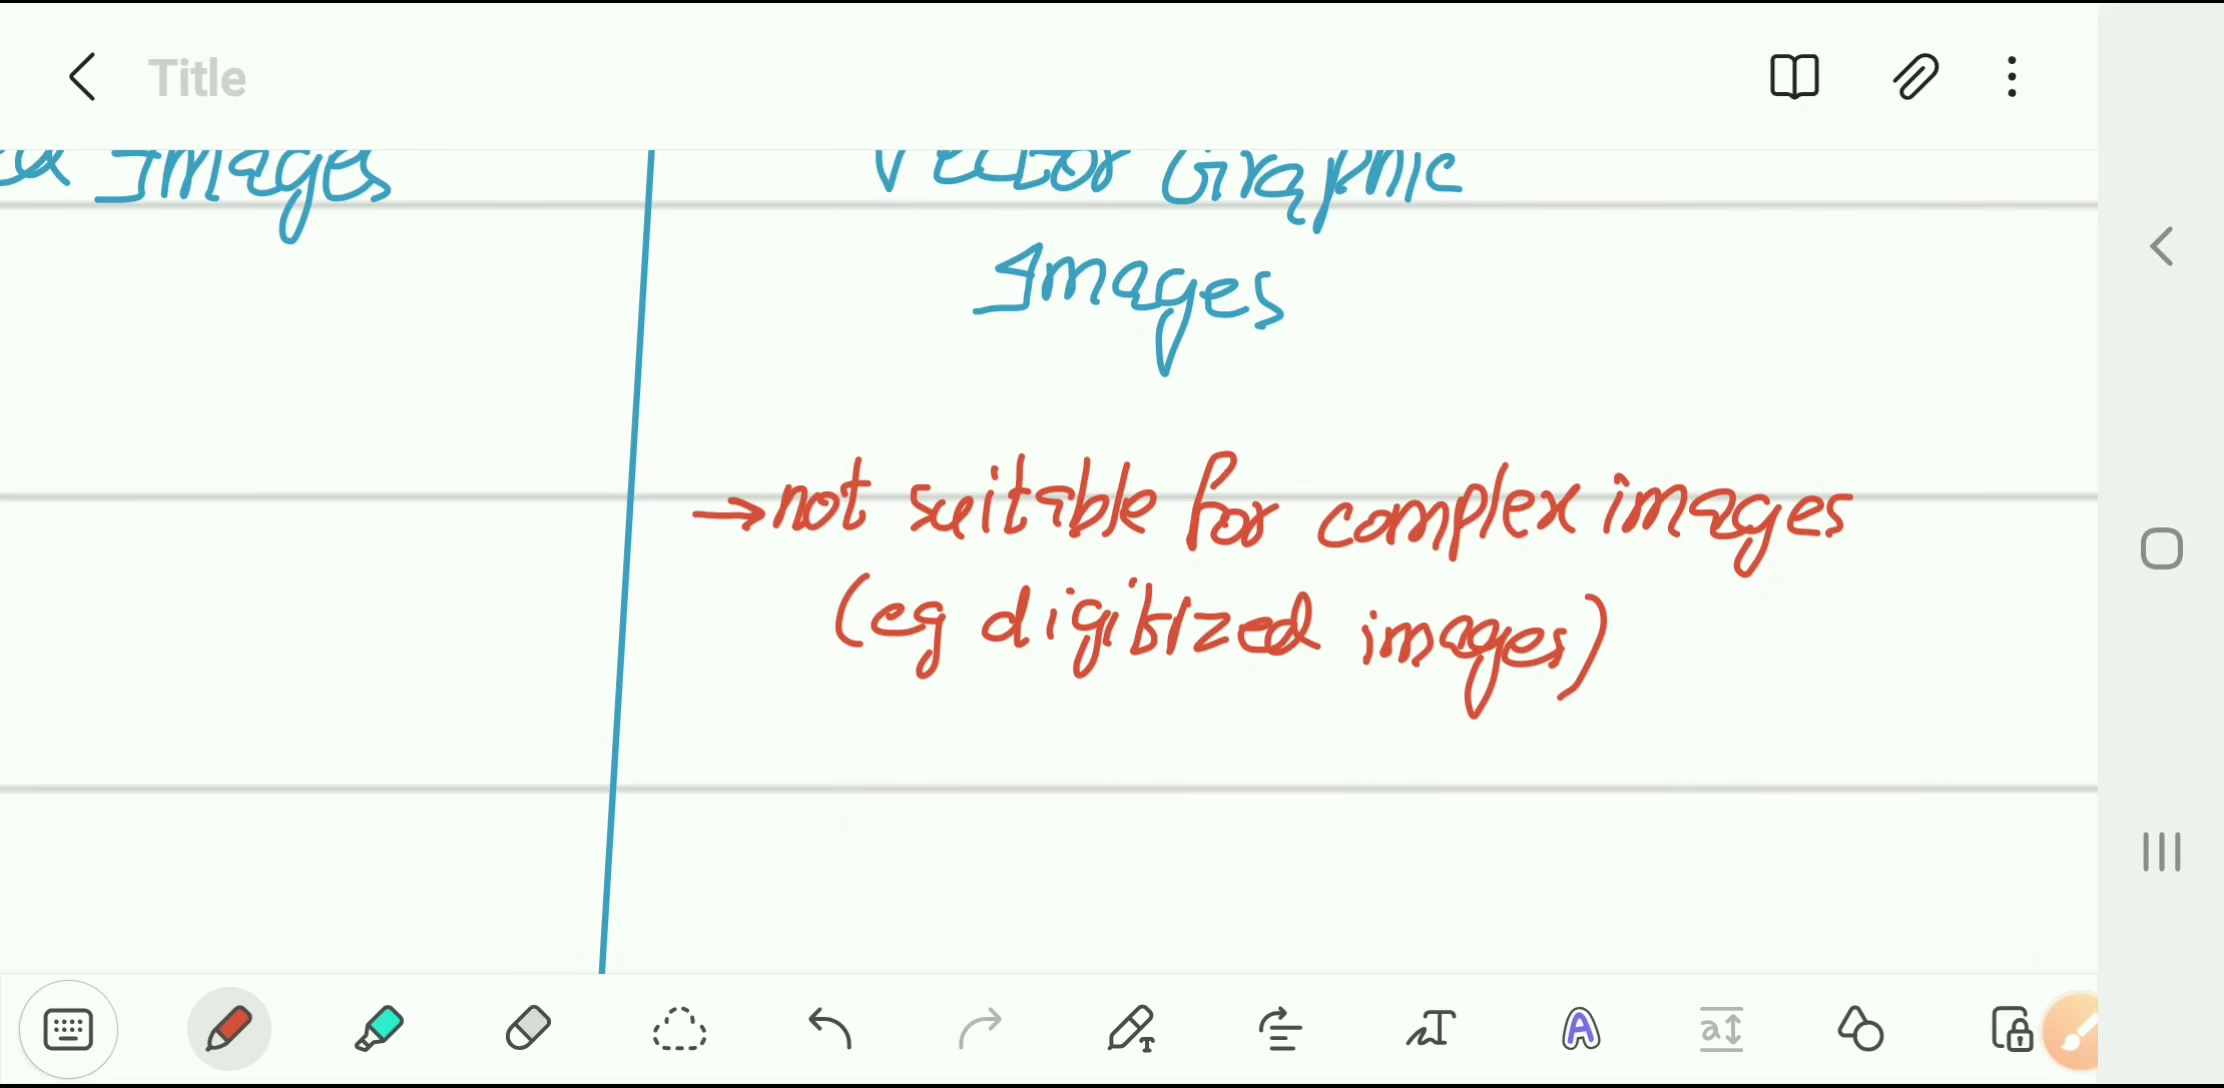 Title
Images
Vector Graphic
Images
→not suitable for complex images
(eg digitized images)